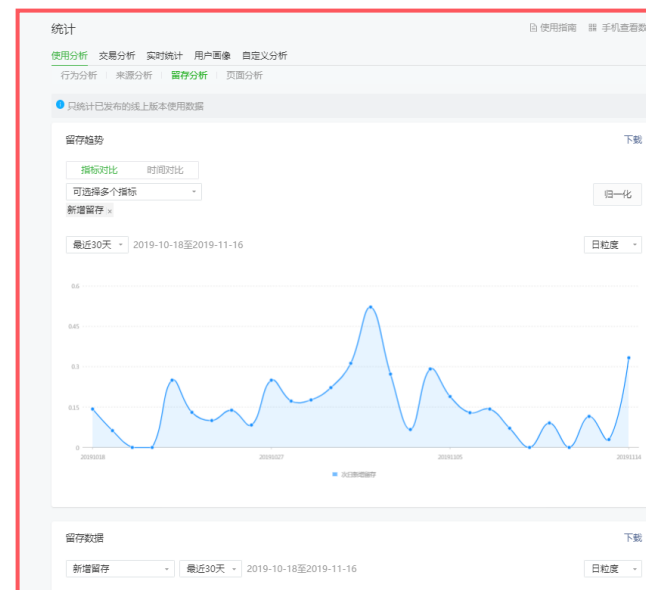 统计 使用指南 手机查看数
使用分析 交易分析 实时统计 用户画像 自定义分析
行为分析 来源分析 留存分析 页面分析
只统计已发布的线上版本使用数据
留存趋势 下载
指标对比 时间对比
可选择多个指标 归一化
新增留存 ×
最近30天 2019-10-18至2019-11-16 日粒度
0.6
0.45
0.3
0.15
0
20191018 20191027 20191105 20191114
次日新增留存
留存数据 下载
新增留存 最近30天 2019-10-18至2019-11-16 日粒度